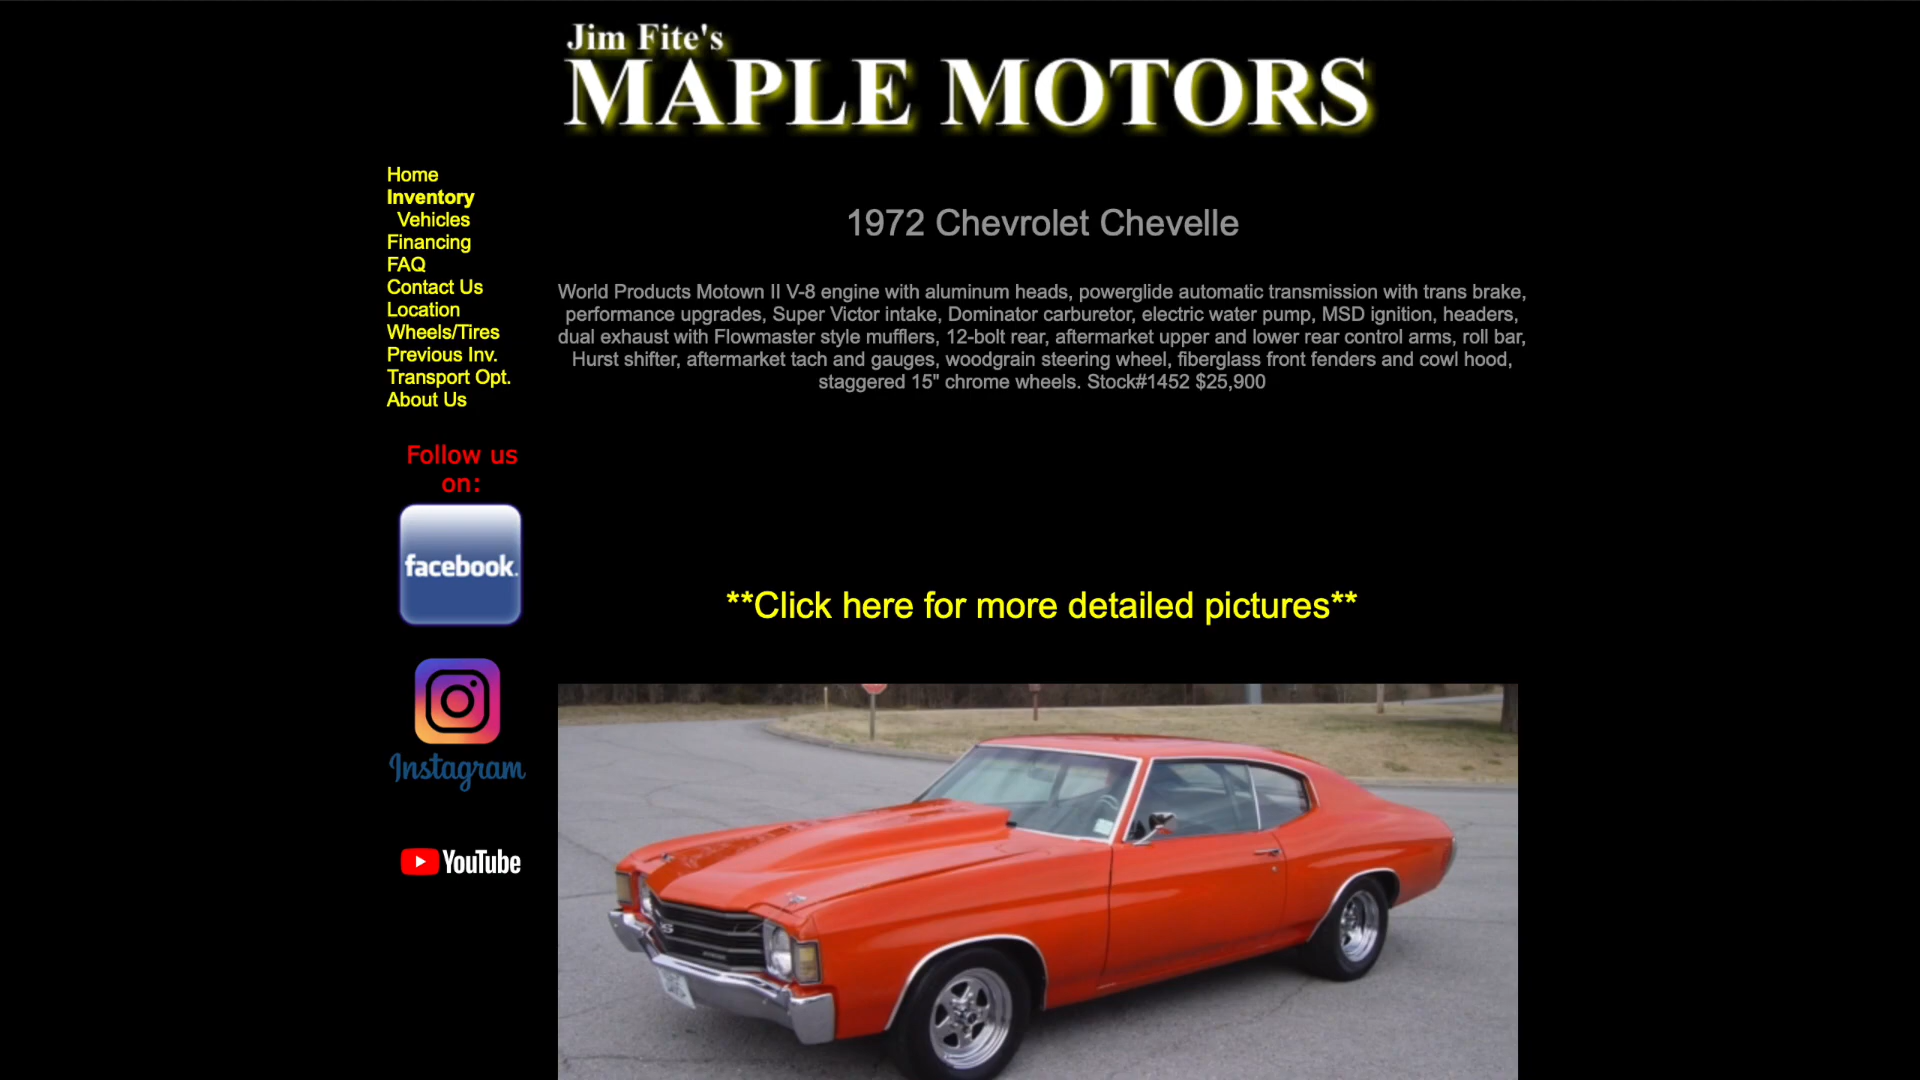 Jim Fite's
MAPLE MOTORS
Home
Inventory
Vehicles
Financing
FAQ
Contact Us
Location
Wheels/Tires
Previous Inv.
Transport Opt.
About Us
Follow us
on:
facebook.
Instagram
YouTube
1972 Chevrolet Chevelle
World Products Motown II V-8 engine with aluminum heads, powerglide automatic transmission with trans brake,
performance upgrades, Super Victor intake, Dominator carburetor, electric water pump, MSD ignition, headers,
dual exhaust with Flowmaster style mufflers, 12-bolt rear, aftermarket upper and lower rear control arms, roll bar,
Hurst shifter, aftermarket tach and gauges, woodgrain steering wheel, fiberglass front fenders and cowl hood,
staggered 15" chrome wheels. Stock#1452 $25,900
**Click here for more detailed pictures**